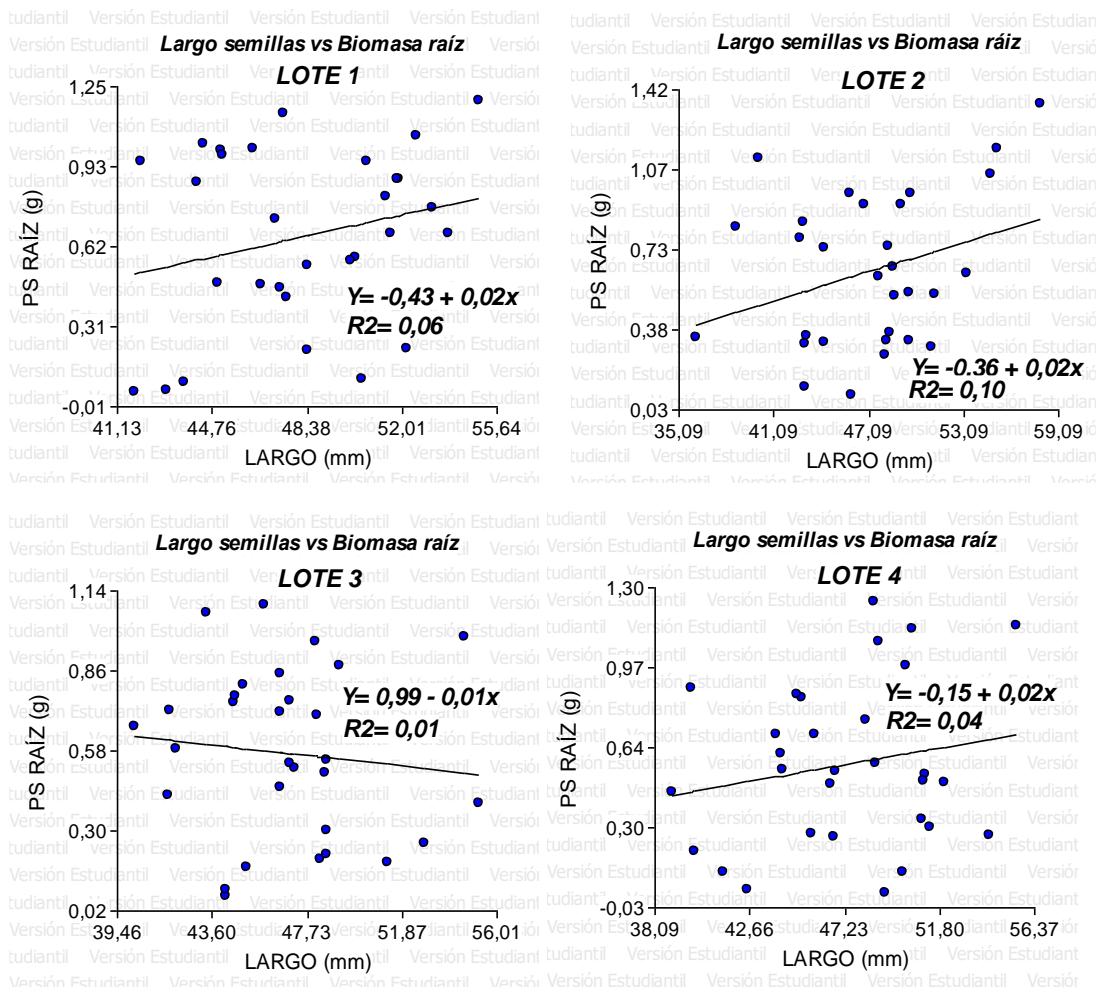 Largo semillas vs Biomasa raíz
LOTE 1
1,25
0,93
0,62
0,31
-0,01
PS RAÍZ (g)
Y= -0,43 + 0,02x
R2= 0,06
41,13 44,76 48,38 52,01 55,64
LARGO (mm)
Largo semillas vs Biomasa ráiz
LOTE 2
1,42
1,07
0,73
0,38
0,03
PS RAÍZ (g)
Y= -0.36 + 0,02x
R2= 0,10
35,09 41,09 47,09 53,09 59,09
LARGO (mm)
Largo semillas vs Biomasa raíz
LOTE 3
1,14
0,86
0,58
0,30
0,02
PS RAÍZ (g)
Y= 0,99 - 0,01x
R2= 0,01
39,46 43,60 47,73 51,87 56,01
LARGO (mm)
Largo semillas vs Biomasa raíz
LOTE 4
1,30
0,97
0,64
0,30
-0,03
PS RAÍZ (g)
Y= -0,15 + 0,02x
R2= 0,04
38,09 42,66 47,23 51,80 56,37
LARGO (mm)
Versión Estudiantil